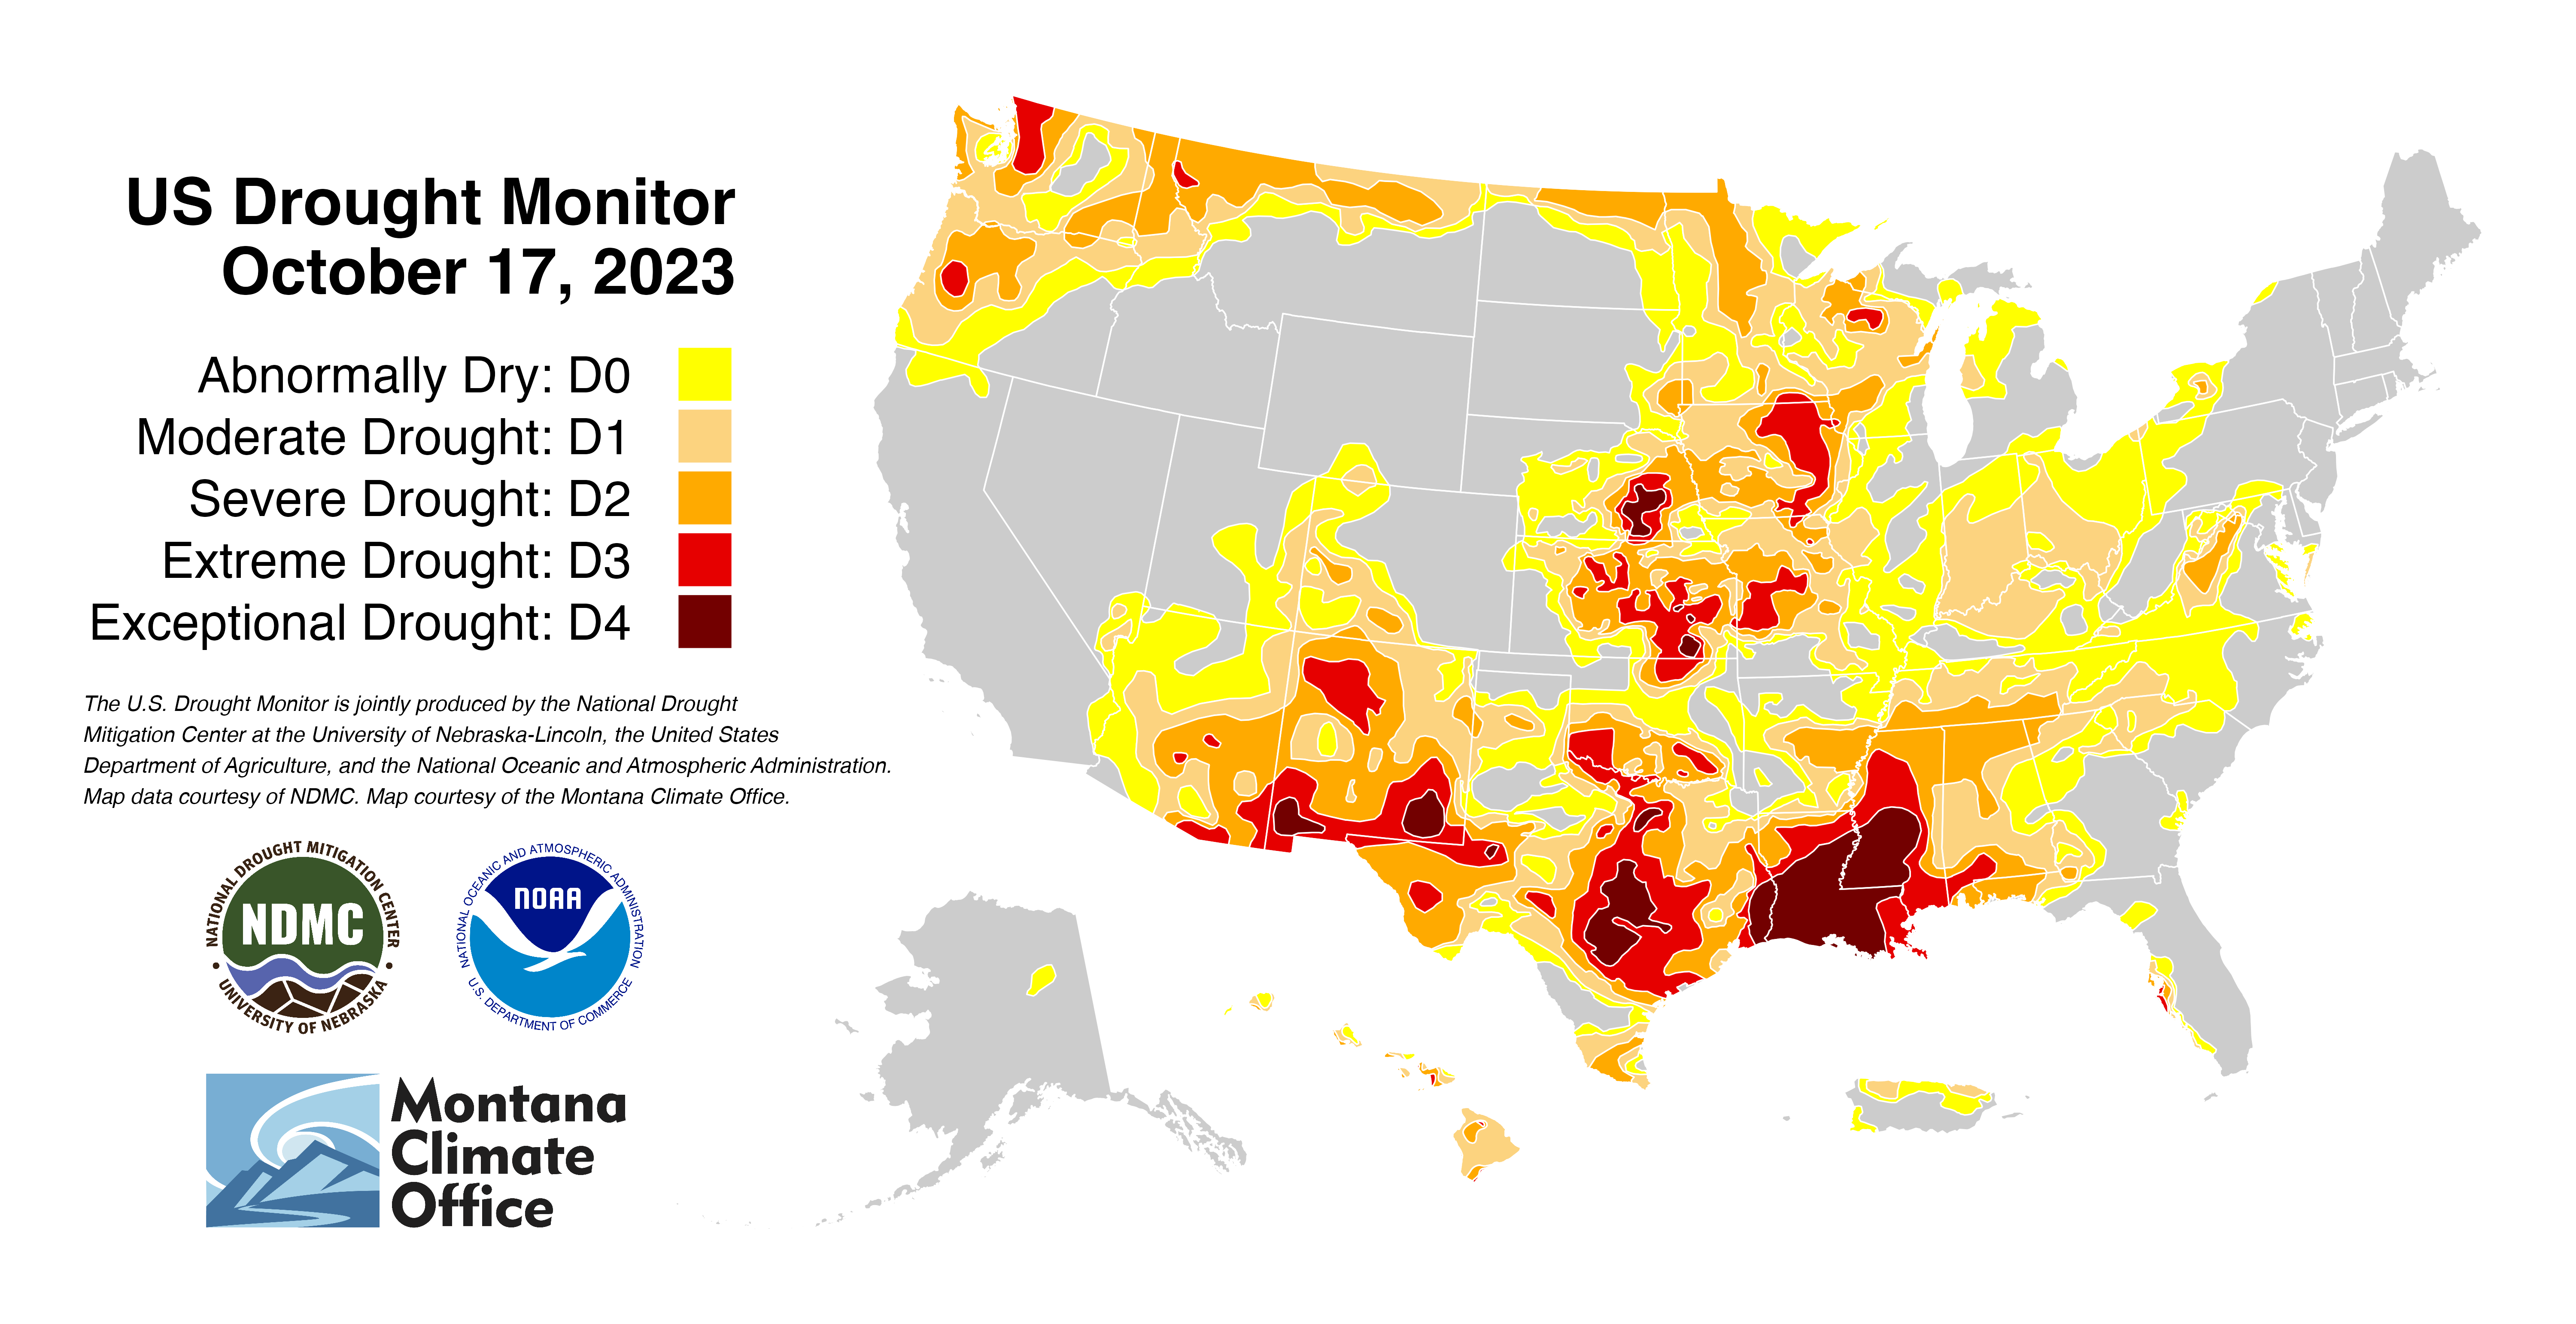 US Drought Monitor
October 17, 2023
Abnormally Dry: D0
Moderate Drought: D1
Severe Drought: D2
Extreme Drought: D3
Exceptional Drought: D4
The U.S. Drought Monitor is jointly produced by the National Drought
Mitigation Center at the University of Nebraska-Lincoln, the United States
Department of Agriculture, and the National Oceanic and Atmospheric Administration.
Map data courtesy of NDMC. Map courtesy of the Montana Climate Office.
NATIONAL DROUGHT MITIGATION CENTER
NDMC
UNIVERSITY OF NEBRASKA
NATIONAL OCEANIC AND ATMOSPHERIC ADMINISTRATION
NOAA
U.S. DEPARTMENT OF COMMERCE
Montana
Climate
Office